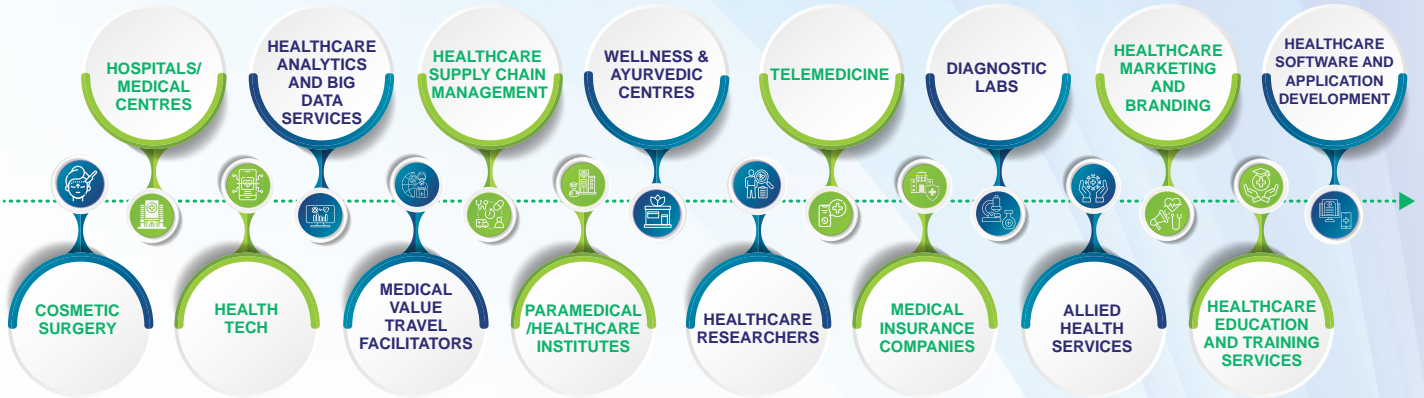 HOSPITALS/
MEDICAL
CENTRES
HEALTHCARE
ANALYTICS
AND BIG
DATA
SERVICES
HEALTHCARE
SUPPLY CHAIN
MANAGEMENT
WELLNESS &
AYURVEDIC
CENTRES
TELEMEDICINE
DIAGNOSTIC
LABS
HEALTHCARE
MARKETING
AND
BRANDING
HEALTHCARE
SOFTWARE AND
APPLICATION
DEVELOPMENT
COSMETIC
SURGERY
HEALTH
TECH
MEDICAL
VALUE
TRAVEL
FACILITATORS
PARAMEDICAL
/HEALTHCARE
INSTITUTES
HEALTHCARE
RESEARCHERS
MEDICAL
INSURANCE
COMPANIES
ALLIED
HEALTH
SERVICES
HEALTHCARE
EDUCATION
AND TRAINING
SERVICES